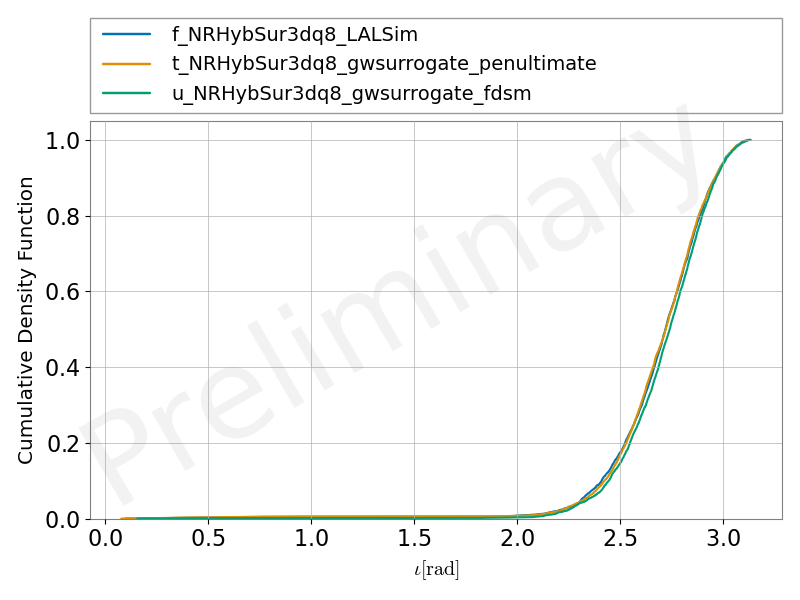 f_NRHybSur3dq8_LALSim
t_NRHybSur3dq8_gwsurrogate_penultimate
u_NRHybSur3dq8_gwsurrogate_fdsm
Preliminary
Cumulative Density Function
1.0
0.8
0.6
0.4
0.2
0.0
0.0 0.5 1.0 1.5 2.0 2.5 3.0
ι[rad]